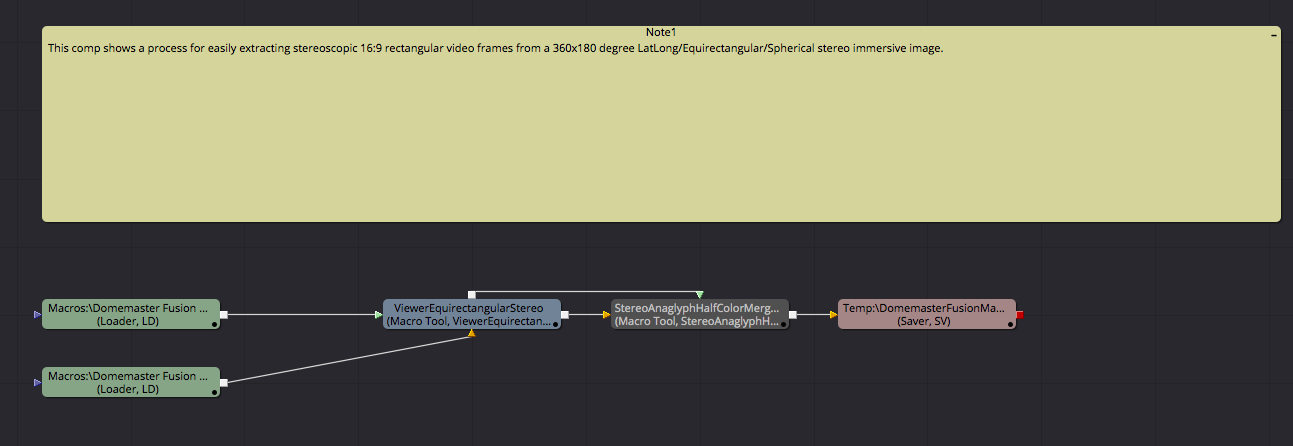 Note1
This comp shows a process for easily extracting stereoscopic 16:9 rectangular video frames from a 360x180 degree LatLong/Equirectangular/Spherical stereo immersive image.
Macros:\Domemaster Fusion ...
(Loader, LD)
ViewerEquirectangularStereo
(Macro Tool, ViewerEquirectan...
StereoAnaglyphHalfColorMerg...
(Macro Tool, StereoAnaglyphH...
Temp:\DomemasterFusionMa...
(Saver, SV)
Macros:\Domemaster Fusion ...
(Loader, LD)